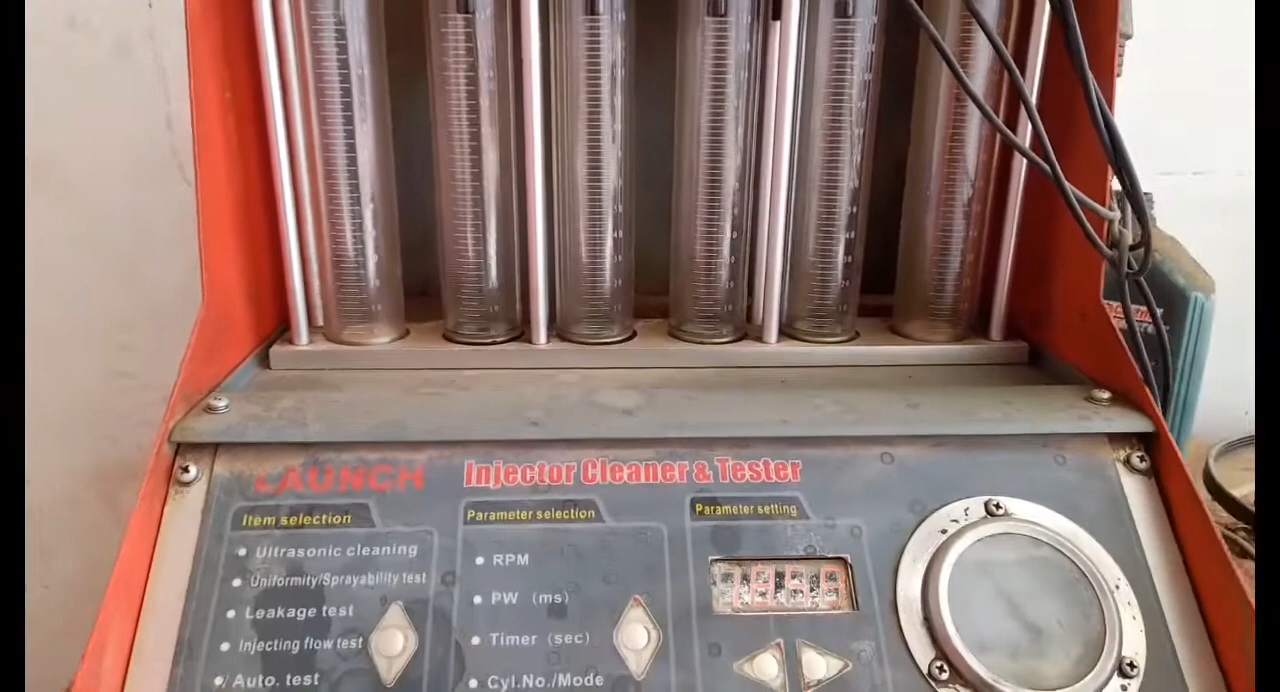 LAUNCH
Injector Cleaner & Tester
Item selection
Ultrasonic cleaning
Uniformity/Sprayability test
Leakage test
Injecting flow test
Auto. test
Parameter selection
RPM
PW (ms)
Timer (sec)
Cyl.No./Mode
Parameter setting